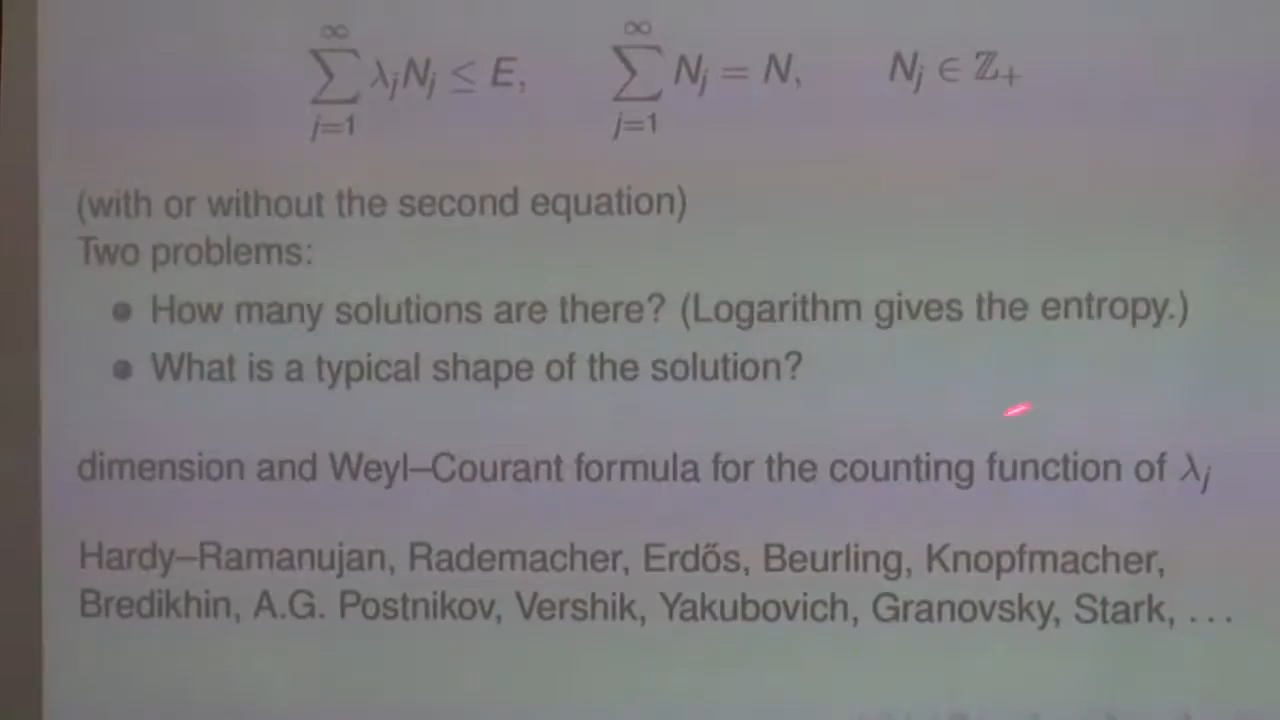 ∑_{j=1}^{∞} λ_j N_j ≤ E, ∑_{j=1}^{∞} N_j = N, N_j ∈ ℤ_+
(with or without the second equation)
Two problems:
• How many solutions are there? (Logarithm gives the entropy.)
• What is a typical shape of the solution?
dimension and Weyl–Courant formula for the counting function of λ_j
Hardy–Ramanujan, Rademacher, Erdős, Beurling, Knopfmacher,
Bredikhin, A.G. Postnikov, Vershik, Yakubovich, Granovsky, Stark, . . .